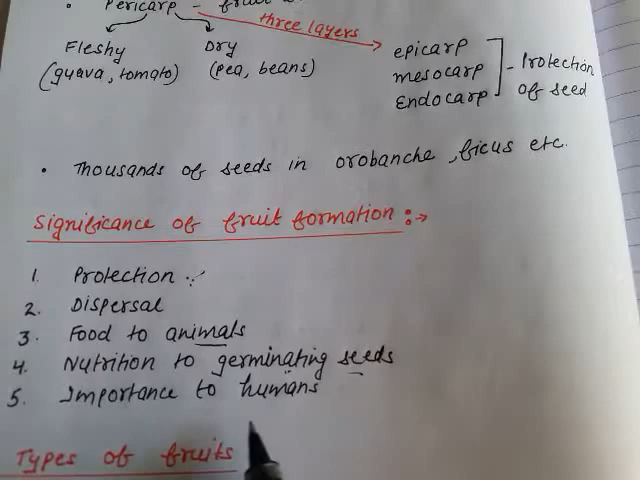 • Pericarp - fruit
three layers
Fleshy Dry
(guava, tomato) (pea, beans)
epicarp
mesocarp - Protection
Endocarp of seed
• Thousands of seeds in orobanche, ficus etc.
Significance of fruit formation :→
1. Protection
2. Dispersal
3. Food to animals
4. Nutrition to germinating seeds
5. Importance to humans
Types of fruits